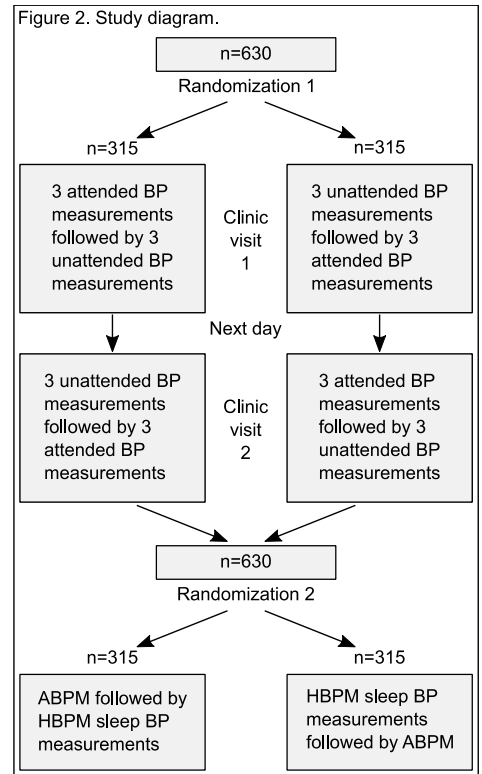 Figure 2. Study diagram.
n=630
Randomization 1
n=315
n=315
3 attended BP
measurements
followed by 3
unattended BP
measurements
Clinic
visit
1
3 unattended BP
measurements
followed by 3
attended BP
measurements
Next day
3 unattended BP
measurements
followed by 3
attended BP
measurements
Clinic
visit
2
3 attended BP
measurements
followed by 3
unattended BP
measurements
n=630
Randomization 2
n=315
n=315
ABPM followed by
HBPM sleep BP
measurements
HBPM sleep BP
measurements
followed by ABPM